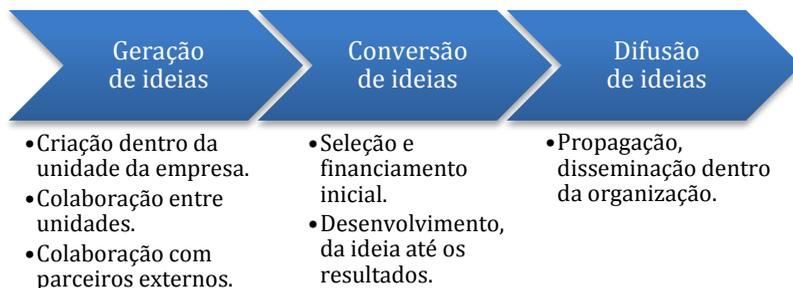 Geração
de ideias
•Criação dentro da
unidade da empresa.
•Colaboração entre
unidades.
•Colaboração com
parceiros externos.
Conversão
de ideias
•Seleção e
financiamento
inicial.
•Desenvolvimento,
da ideia até os
resultados.
Difusão
de ideias
•Propagação,
disseminação dentro
da organização.